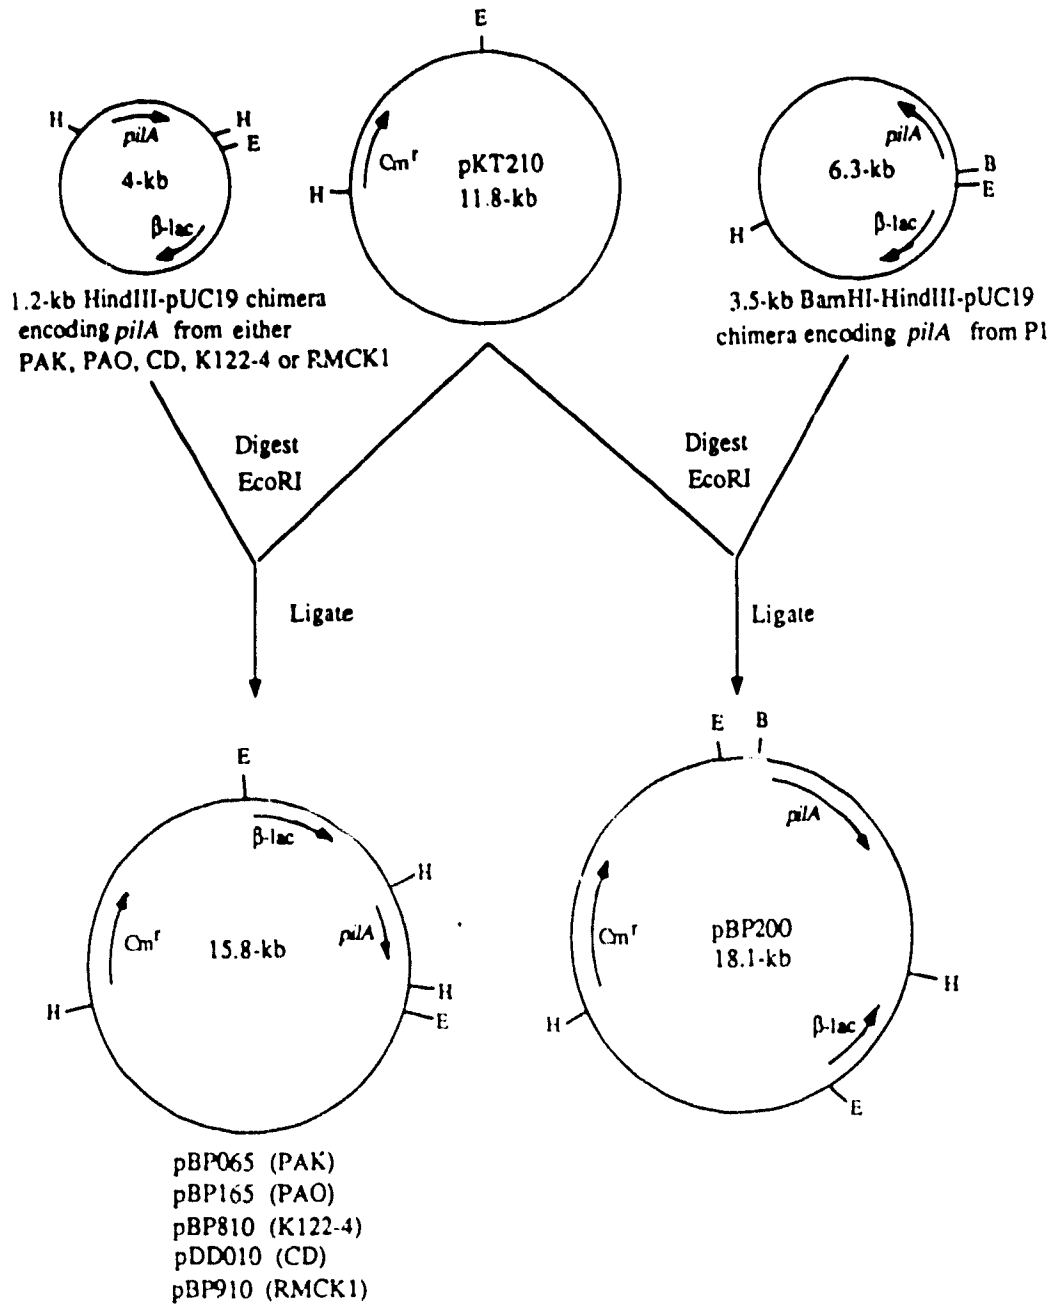 E
H
pilA
H
E
4-kb
β-lac
Cmʳ
pKT210
11.8-kb
H
pilA
6.3-kb
B
E
β-lac
H
1.2-kb HindIII-pUC19 chimera
encoding pilA from either
PAK, PAO, CD, K122-4 or RMCK1
3.5-kb BamHI-HindIII-pUC19
chimera encoding pilA from P1
Digest
EcoRI
Digest
EcoRI
Ligate
Ligate
E
β-lac
H
Cmʳ
15.8-kb
pilA
H
H
E
E
B
pilA
Cmʳ
pBP200
18.1-kb
H
H
β-lac
E
pBP065 (PAK)
pBP165 (PAO)
pBP810 (K122-4)
pDD010 (CD)
pBP910 (RMCK1)